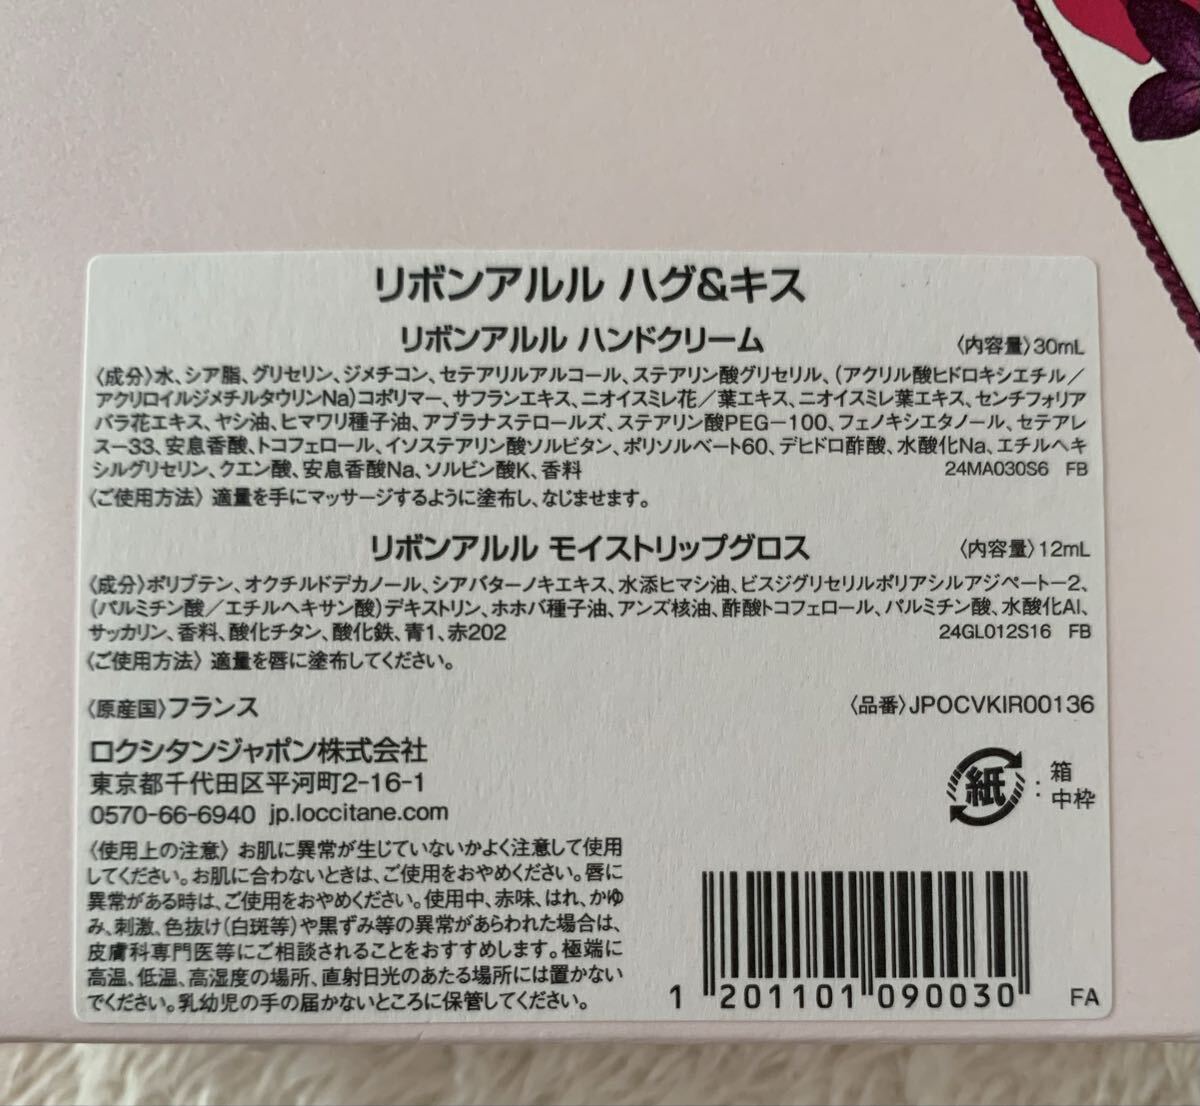 リボンアルル ハグ&キス
リボンアルル ハンドクリーム 〈内容量〉30mL
〈成分〉水、シア脂、グリセリン、ジメチコン、セテアリルアルコール、ステアリン酸グリセリル、(アクリル酸ヒドロキシエチル/
アクリロイルジメチルタウリンNa)コポリマー、サフランエキス、ニオイスミレ花/葉エキス、ニオイスミレ葉エキス、センチフォリア
バラ花エキス、ヤシ油、ヒマワリ種子油、アブラナステロールズ、ステアリン酸PEG-100、フェノキシエタノール、セテアレ
ス-33、安息香酸、トコフェロール、イソステアリン酸ソルビタン、ポリソルベート60、デヒドロ酢酸、水酸化Na、エチルヘキ
シルグリセリン、クエン酸、安息香酸Na、ソルビン酸K、香料 24MA030S6 FB
〈ご使用方法〉適量を手にマッサージするように塗布し、なじませます。
リボンアルル モイストリップグロス 〈内容量〉12mL
〈成分〉ポリブテン、オクチルドデカノール、シアバターノキエキス、水添ヒマシ油、ビスジグリセリルポリアシルアジペート-2、
(パルミチン酸/エチルヘキサン酸)デキストリン、ホホバ種子油、アンズ核油、酢酸トコフェロール、パルミチン酸、水酸化Al、
サッカリン、香料、酸化チタン、酸化鉄、青1、赤202 24GL012S16 FB
〈ご使用方法〉適量を唇に塗布してください。
〈原産国〉フランス 〈品番〉JPOCVKIR00136
ロクシタンジャポン株式会社
東京都千代田区平河町2-16-1
0570-66-6940 jp.loccitane.com
紙:箱
中枠
〈使用上の注意〉お肌に異常が生じていないかよく注意して使用
してください。お肌に合わないときは、ご使用をおやめください。唇に
異常がある時は、ご使用をおやめください。使用中、赤味、はれ、かゆ
み、刺激、色抜け(白斑等)や黒ずみ等の異常があらわれた場合は、
皮膚科専門医等にご相談されることをおすすめします。極端に
高温、低温、高湿度の場所、直射日光のあたる場所には置かない
でください。乳幼児の手の届かないところに保管してください。
1 201101 090030 FA